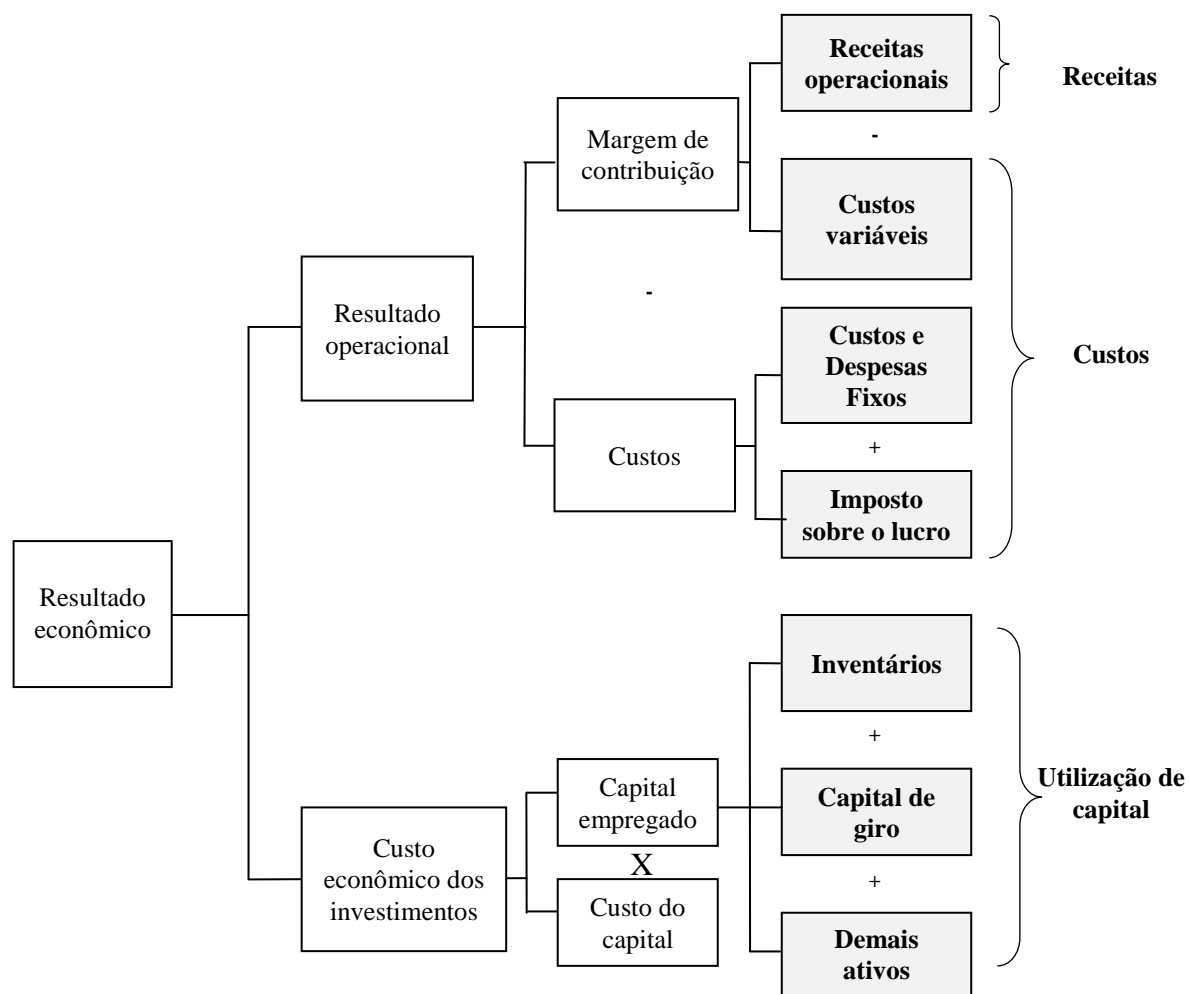 Receitas
operacionais
Receitas
-
Margem de
contribuição
Custos
variáveis
-
Resultado
operacional
Custos e
Despesas
Fixos
Custos
+
Custos
Imposto
sobre o lucro
Resultado
econômico
Inventários
+
Capital
empregado
Capital de
giro
Utilização de
capital
X
Custo
econômico dos
investimentos
+
Custo do
capital
Demais
ativos